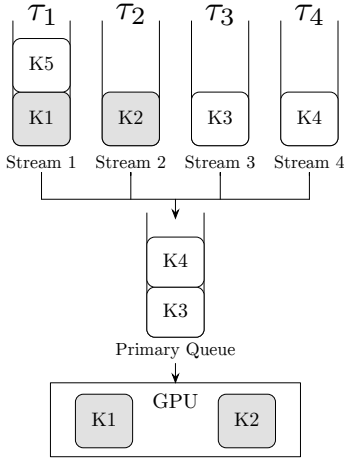 τ1 τ2 τ3 τ4
K5
K1 K2 K3 K4
Stream 1 Stream 2 Stream 3 Stream 4
K4
K3
Primary Queue
GPU
K1 K2